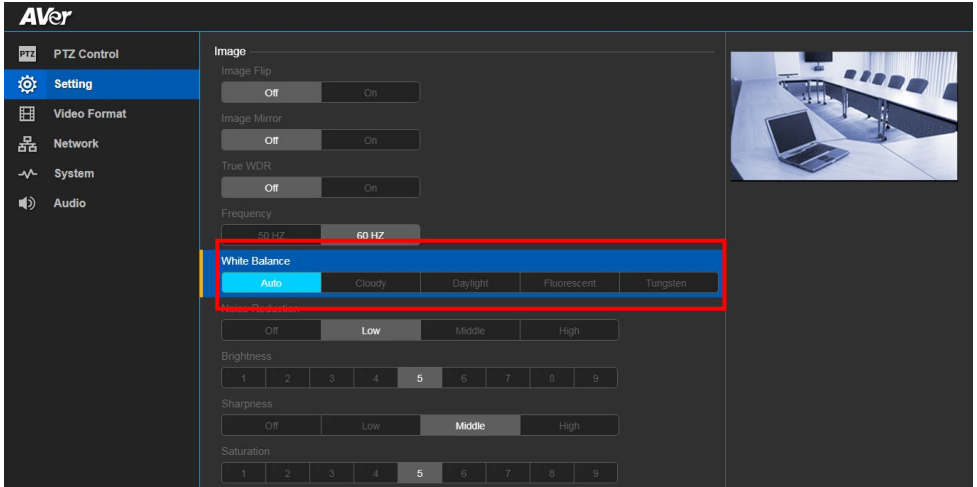 AVer
PTZ PTZ Control
Setting
Video Format
Network
System
Audio
Image
Image Flip
Off On
Image Mirror
Off On
True WDR
Off On
Frequency
50 HZ 60 HZ
White Balance
Auto Cloudy Daylight Fluorescent Tungsten
Noise Reduction
Off Low Middle High
Brightness
1 2 3 4 5 6 7 8 9
Sharpness
Off Low Middle High
Saturation
1 2 3 4 5 6 7 8 9